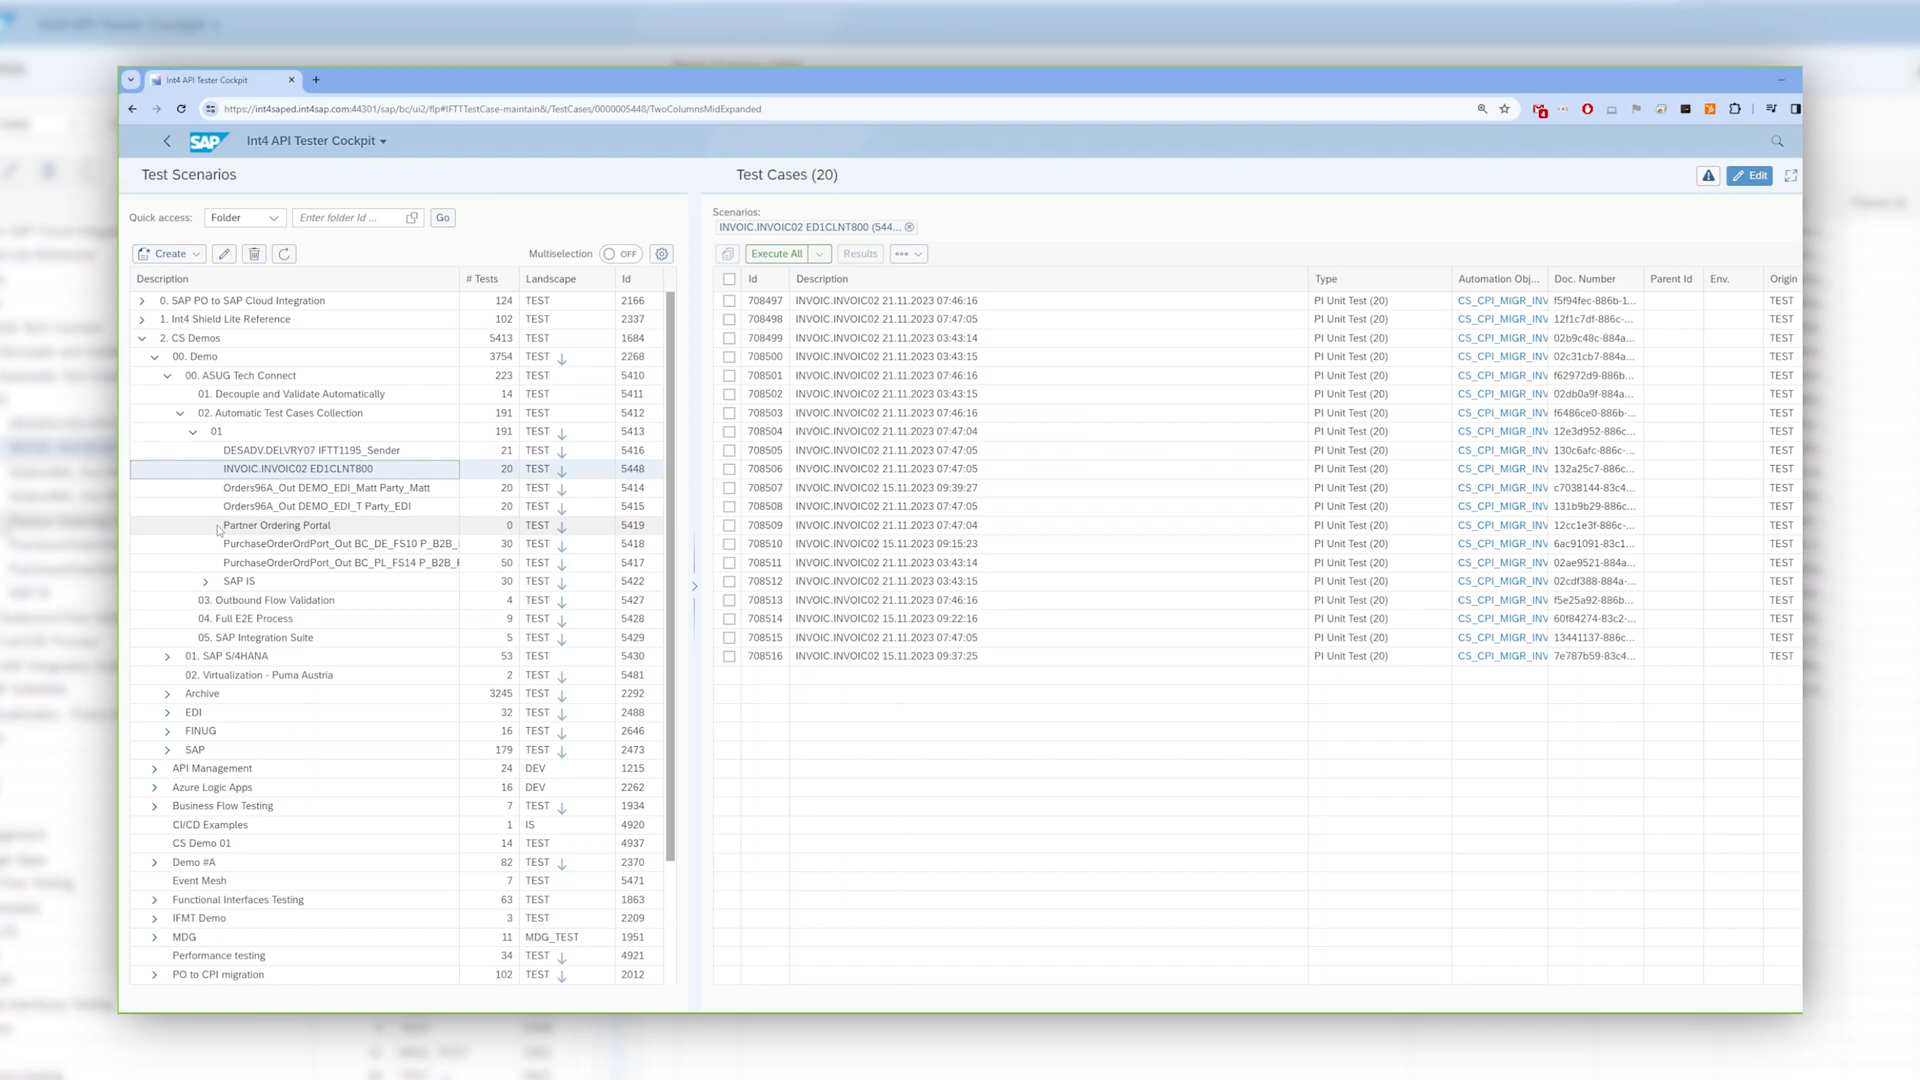 Int4 API Tester Cockpit
https://int4saped.int4sap.com:44301/sap/bc/ui2/flp#IFTTTestCase-maintain&/TestCases/0000005448/TwoColumnsMidExpanded
SAP Int4 API Tester Cockpit
Test Scenarios
Quick access: Folder Enter folder Id ... Go
Create Multiselection OFF
Description # Tests Landscape Id
0. SAP PO to SAP Cloud Integration 124 TEST 2166
1. Int4 Shield Lite Reference 102 TEST 2337
2. CS Demos 5413 TEST 1684
00. Demo 3754 TEST 2268
00. ASUG Tech Connect 223 TEST 5410
01. Decouple and Validate Automatically 14 TEST 5411
02. Automatic Test Cases Collection 191 TEST 5412
01 191 TEST 5413
DESADV.DELVRY07 IFTT1195_Sender 21 TEST 5416
INVOIC.INVOIC02 ED1CLNT800 20 TEST 5448
Orders96A_Out DEMO_EDI_Matt Party_Matt 20 TEST 5414
Orders96A_Out DEMO_EDI_T Party_EDI 20 TEST 5415
Partner Ordering Portal 0 TEST 5419
PurchaseOrderOrdPort_Out BC_DE_FS10 P_B2B_ 30 TEST 5418
PurchaseOrderOrdPort_Out BC_PL_FS14 P_B2B_ 50 TEST 5417
SAP IS 30 TEST 5422
03. Outbound Flow Validation 4 TEST 5427
04. Full E2E Process 9 TEST 5428
05. SAP Integration Suite 5 TEST 5429
01. SAP S/4HANA 53 TEST 5430
02. Virtualization - Puma Austria 2 TEST 5481
Archive 3245 TEST 2292
EDI 32 TEST 2488
FINUG 16 TEST 2646
SAP 179 TEST 2473
API Management 24 DEV 1215
Azure Logic Apps 16 DEV 2262
Business Flow Testing 7 TEST 1934
CI/CD Examples 1 IS 4920
CS Demo 01 14 TEST 4937
Demo #A 82 TEST 2370
Event Mesh 7 TEST 5471
Functional Interfaces Testing 63 TEST 1863
IFMT Demo 3 TEST 2209
MDG 11 MDG_TEST 1951
Performance testing 34 TEST 4921
PO to CPI migration 102 TEST 2012
Test Cases (20)
Edit
Scenarios:
INVOIC.INVOIC02 ED1CLNT800 (544...
Execute All Results
Id Description Type Automation Obj... Doc. Number Parent Id Env. Origin
708497 INVOIC.INVOIC02 21.11.2023 07:46:16 PI Unit Test (20) CS_CPI_MIGR_INV f5f94fec-886b-1... TEST
708498 INVOIC.INVOIC02 21.11.2023 07:47:05 PI Unit Test (20) CS_CPI_MIGR_INV 12f1c7df-886c-... TEST
708499 INVOIC.INVOIC02 21.11.2023 03:43:14 PI Unit Test (20) CS_CPI_MIGR_INV 02b9c48c-884a... TEST
708500 INVOIC.INVOIC02 21.11.2023 03:43:15 PI Unit Test (20) CS_CPI_MIGR_INV 02c31cb7-884a... TEST
708501 INVOIC.INVOIC02 21.11.2023 07:46:16 PI Unit Test (20) CS_CPI_MIGR_INV f62972d9-886b... TEST
708502 INVOIC.INVOIC02 21.11.2023 03:43:15 PI Unit Test (20) CS_CPI_MIGR_INV 02db0a9f-884a... TEST
708503 INVOIC.INVOIC02 21.11.2023 07:46:16 PI Unit Test (20) CS_CPI_MIGR_INV f6486ce0-886b-... TEST
708504 INVOIC.INVOIC02 21.11.2023 07:47:04 PI Unit Test (20) CS_CPI_MIGR_INV 12e3d952-886c... TEST
708505 INVOIC.INVOIC02 21.11.2023 07:47:05 PI Unit Test (20) CS_CPI_MIGR_INV 130c6afc-886c-... TEST
708506 INVOIC.INVOIC02 21.11.2023 07:47:05 PI Unit Test (20) CS_CPI_MIGR_INV 132a25c7-886c... TEST
708507 INVOIC.INVOIC02 15.11.2023 09:39:27 PI Unit Test (20) CS_CPI_MIGR_INV c7038144-83c4... TEST
708508 INVOIC.INVOIC02 21.11.2023 07:47:05 PI Unit Test (20) CS_CPI_MIGR_INV 131b9b29-886c... TEST
708509 INVOIC.INVOIC02 21.11.2023 07:47:04 PI Unit Test (20) CS_CPI_MIGR_INV 12cc1e3f-886c-... TEST
708510 INVOIC.INVOIC02 15.11.2023 09:15:23 PI Unit Test (20) CS_CPI_MIGR_INV 6ac91091-83c1... TEST
708511 INVOIC.INVOIC02 21.11.2023 03:43:14 PI Unit Test (20) CS_CPI_MIGR_INV 02ae9521-884a... TEST
708512 INVOIC.INVOIC02 21.11.2023 03:43:15 PI Unit Test (20) CS_CPI_MIGR_INV 02cdf388-884a-... TEST
708513 INVOIC.INVOIC02 21.11.2023 07:46:16 PI Unit Test (20) CS_CPI_MIGR_INV f5e25a92-886b... TEST
708514 INVOIC.INVOIC02 15.11.2023 09:22:16 PI Unit Test (20) CS_CPI_MIGR_INV 60f84274-83c2-... TEST
708515 INVOIC.INVOIC02 21.11.2023 07:47:05 PI Unit Test (20) CS_CPI_MIGR_INV 13441137-886c... TEST
708516 INVOIC.INVOIC02 15.11.2023 09:37:25 PI Unit Test (20) CS_CPI_MIGR_INV 7e787b59-83c4... TEST